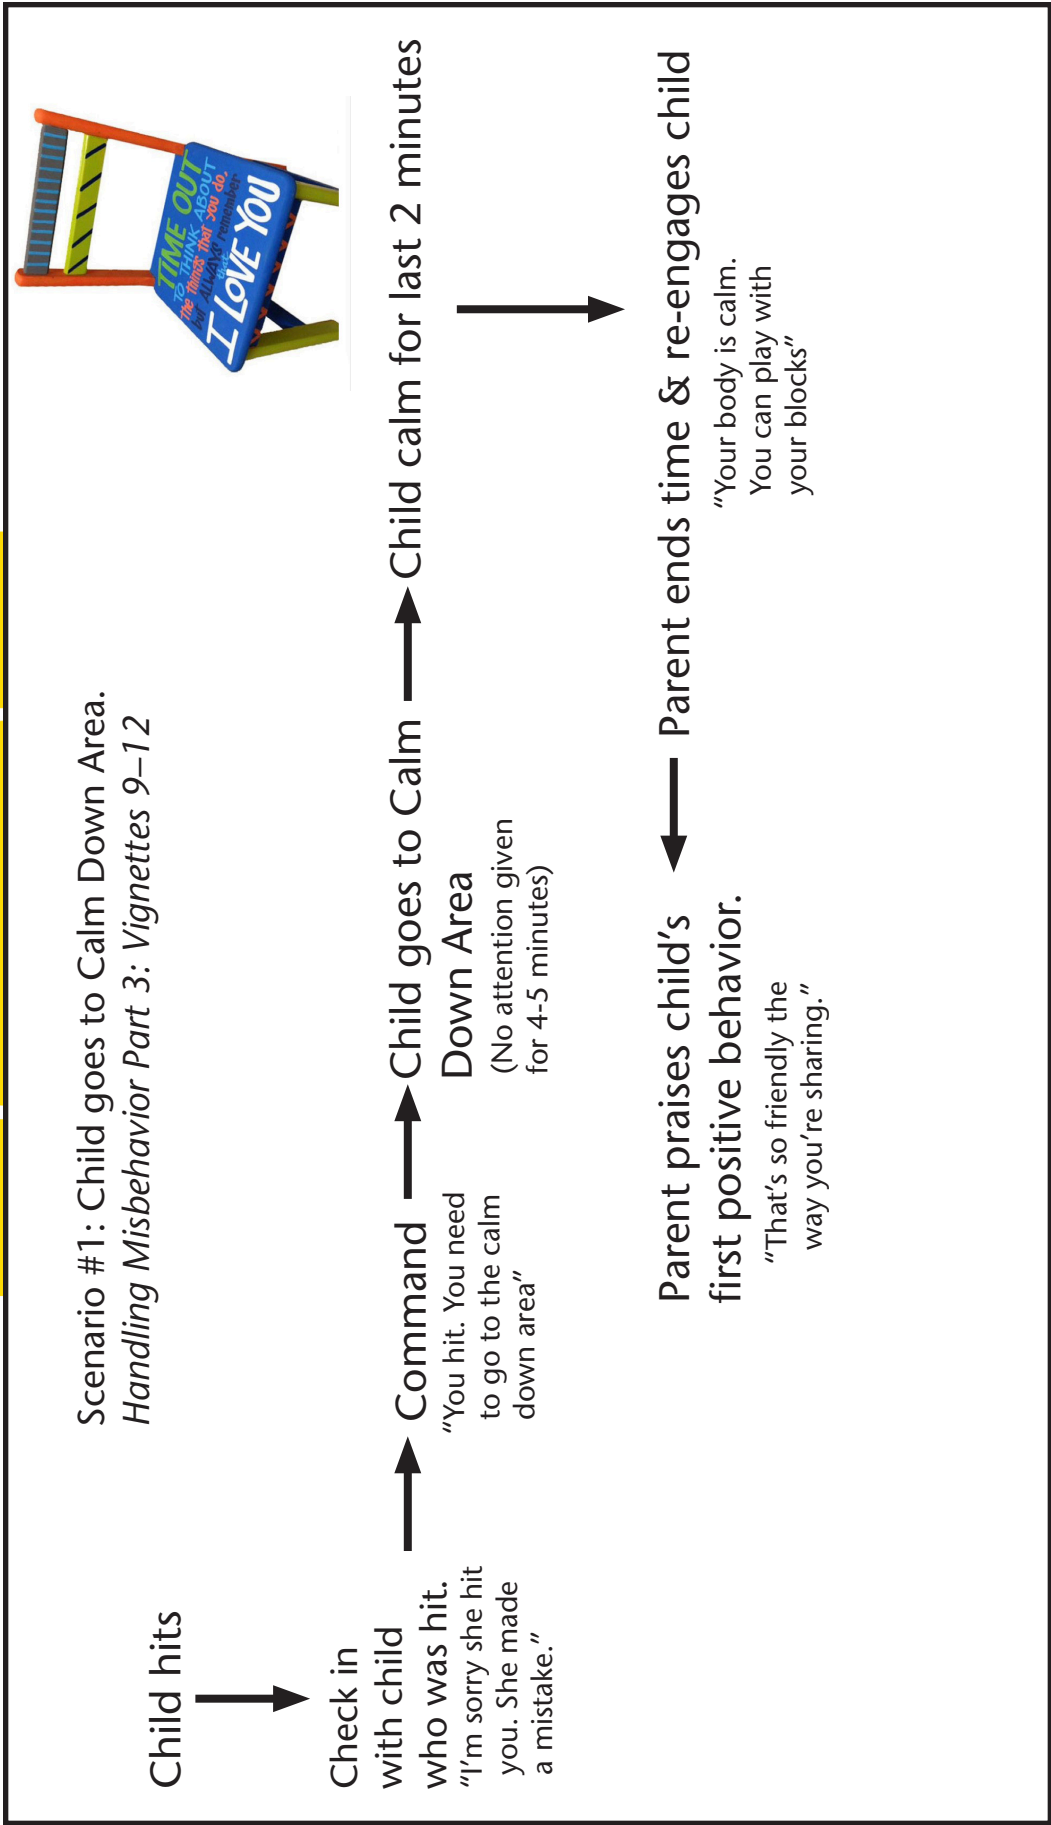 Scenario #1: Child goes to Calm Down Area.
Handling Misbehavior Part 3: Vignettes 9–12
TIME OUT
TO THINK ABOUT
the things that you do,
but ALWAYS remember
that
I LOVE YOU
Child hits
Check in
with child
who was hit.
“I’m sorry she hit
you. She made
a mistake.”
Command
“You hit. You need
to go to the calm
down area”
Child goes to Calm
Down Area
(No attention given
for 4-5 minutes)
Child calm for last 2 minutes
Parent ends time & re-engages child
“Your body is calm.
You can play with
your blocks”
Parent praises child’s
first positive behavior.
“That’s so friendly the
way you’re sharing.”